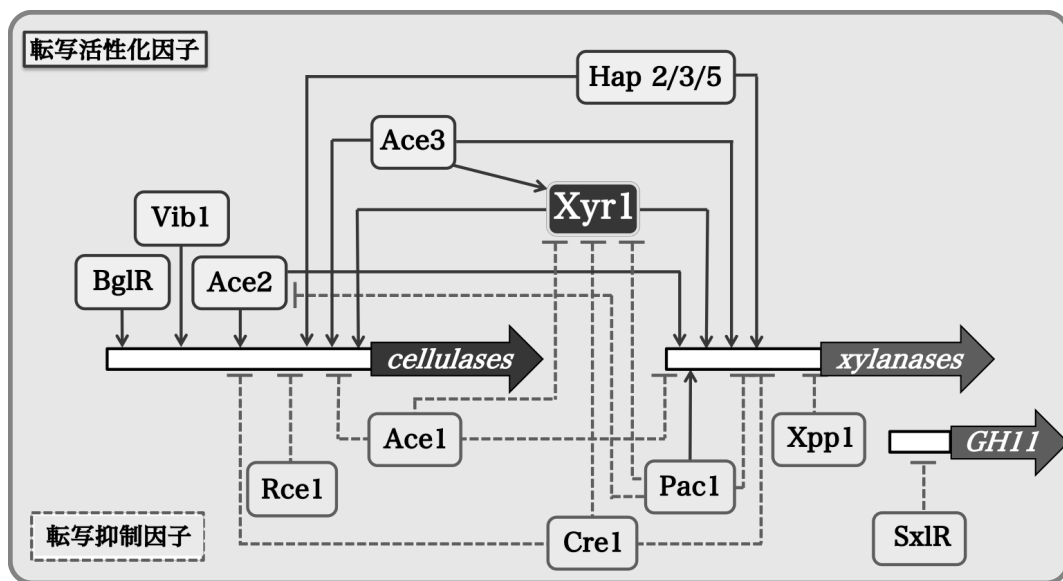 転写活性化因子
Hap 2/3/5
Ace3
Xyr1
Vib1
BglR
Ace2
cellulases
xylanases
Ace1
Xpp1
GH11
Rce1
Pac1
転写抑制因子
Cre1
SxlR